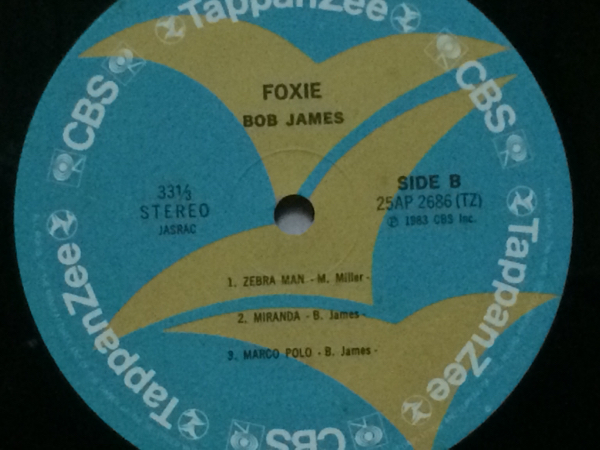 TappanZee
CBS
CBS
FOXIE
BOB JAMES
33⅓
STEREO
JASRAC
SIDE B
25AP 2686 (TZ)
℗ 1983 CBS Inc.
1. ZEBRA MAN - M. Miller -
2. MIRANDA - B. James -
3. MARCO POLO - B. James -
TappanZee
TappanZee
CBS